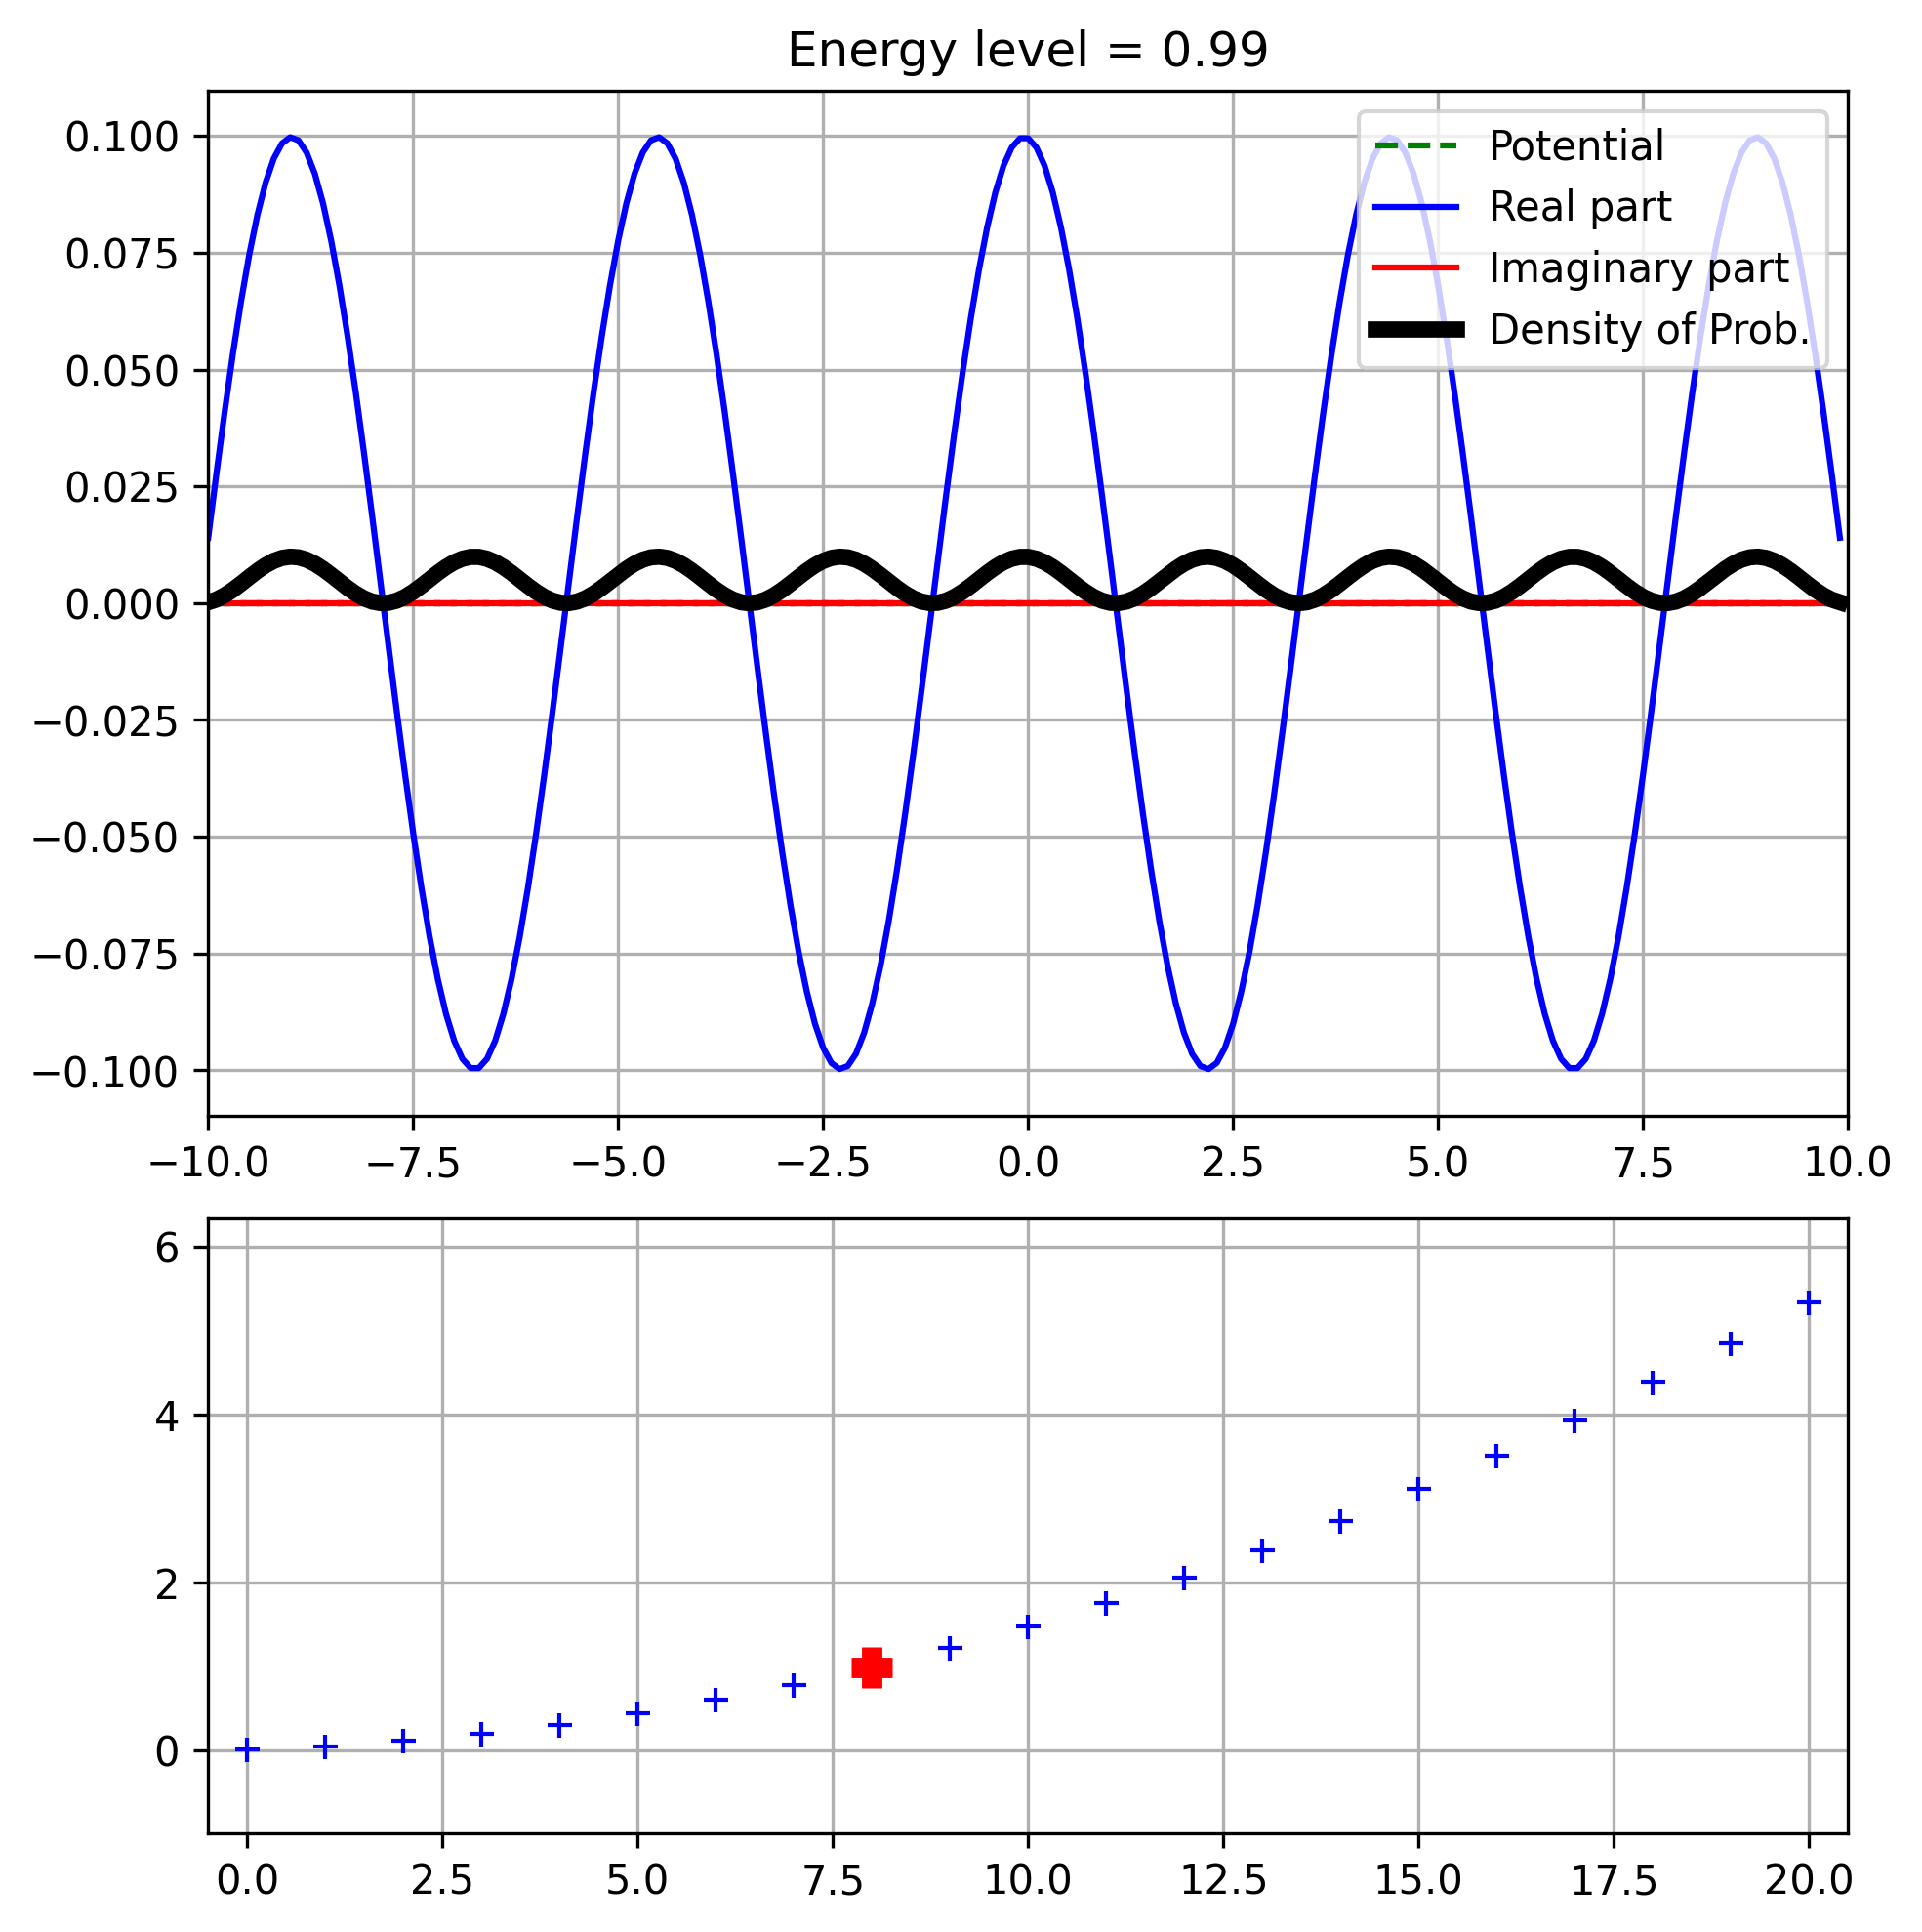 Energy level = 0.99
0.100
0.075
0.050
0.025
0.000
−0.025
−0.050
−0.075
−0.100
Potential
Real part
Imaginary part
Density of Prob.
−10.0 −7.5 −5.0 −2.5 0.0 2.5 5.0 7.5 10.0
6
4
2
0
0.0 2.5 5.0 7.5 10.0 12.5 15.0 17.5 20.0